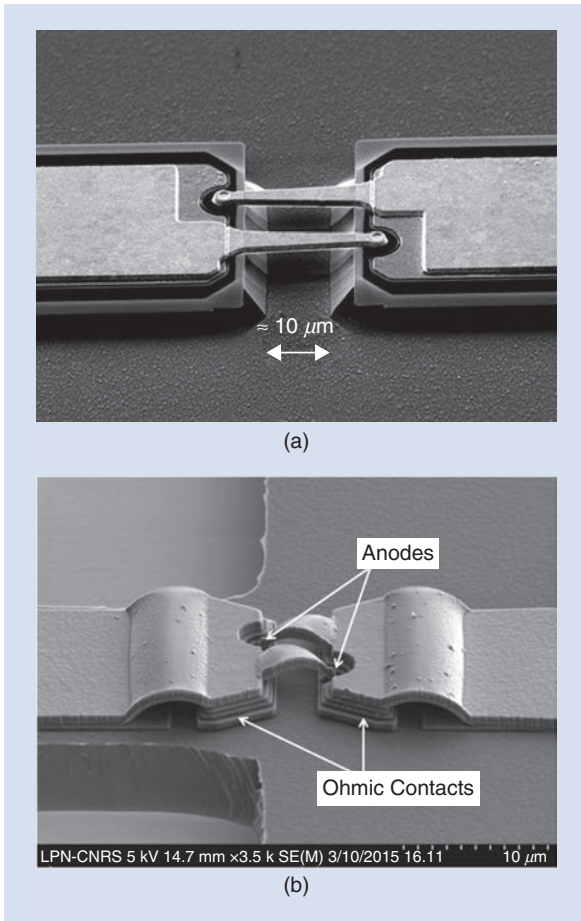 ≈ 10 μm
(a)
Anodes
Ohmic Contacts
LPN-CNRS 5 kV 14.7 mm ×3.5 k SE(M) 3/10/2015 16.11 10 μm
(b)